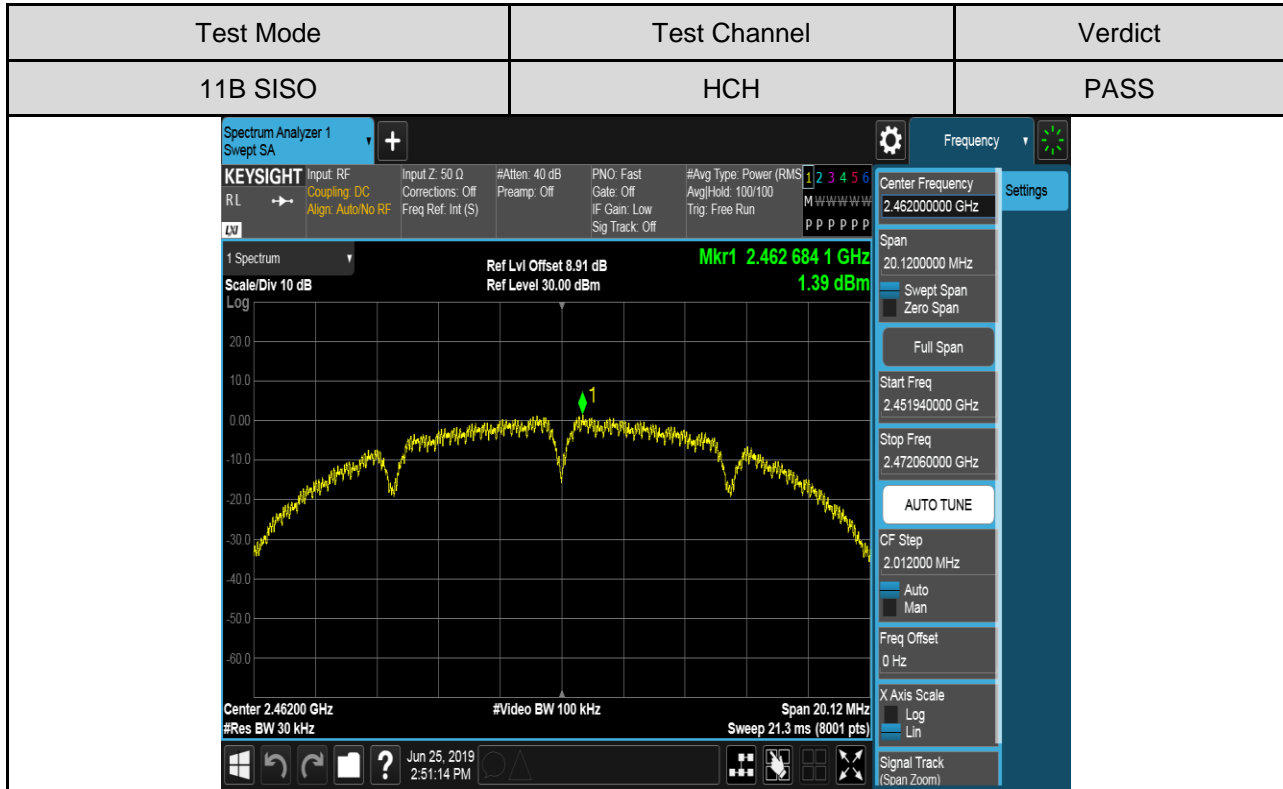 Test Mode Test Channel Verdict
11B SISO HCH PASS
Spectrum Analyzer 1
Swept SA
+
Frequency
KEYSIGHT
RL
LXI
Input: RF
Coupling: DC
Align: Auto/No RF
Input Z: 50 Ω
Corrections: Off
Freq Ref: Int (S)
#Atten: 40 dB
Preamp: Off
PNO: Fast
Gate: Off
IF Gain: Low
Sig Track: Off
#Avg Type: Power (RMS
Avg|Hold: 100/100
Trig: Free Run
1 2 3 4 5 6
M W W W W W
P P P P P P
1 Spectrum
Scale/Div 10 dB
Ref Lvl Offset 8.91 dB
Ref Level 30.00 dBm
Mkr1 2.462 684 1 GHz
1.39 dBm
Log
20.0
10.0
0.00
-10.0
-20.0
-30.0
-40.0
-50.0
-60.0
1
Center 2.46200 GHz
#Res BW 30 kHz
#Video BW 100 kHz
Span 20.12 MHz
Sweep 21.3 ms (8001 pts)
?
Jun 25, 2019
2:51:14 PM
Center Frequency
2.462000000 GHz
Settings
Span
20.1200000 MHz
Swept Span
Zero Span
Full Span
Start Freq
2.451940000 GHz
Stop Freq
2.472060000 GHz
AUTO TUNE
CF Step
2.012000 MHz
Auto
Man
Freq Offset
0 Hz
X Axis Scale
Log
Lin
Signal Track
(Span Zoom)